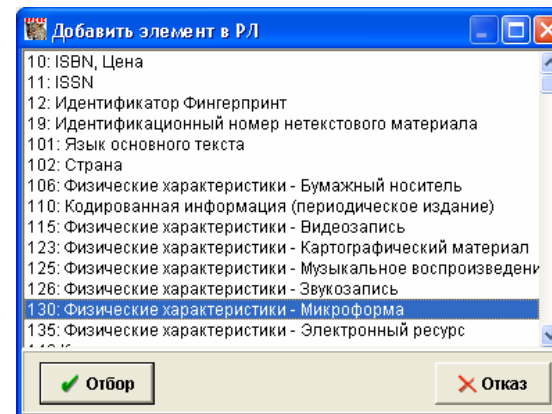 Добавить элемент в РЛ
10: ISBN, Цена
11: ISSN
12: Идентификатор Фингерпринт
19: Идентификационный номер нетекстового материала
101: Язык основного текста
102: Страна
106: Физические характеристики - Бумажный носитель
110: Кодированная информация (периодическое издание)
115: Физические характеристики - Видеозапись
123: Физические характеристики - Картографический материал
125: Физические характеристики - Музыкальное воспроизведени
126: Физические характеристики - Звукозапись
130: Физические характеристики - Микроформа
135: Физические характеристики - Электронный ресурс
Отбор
Отказ